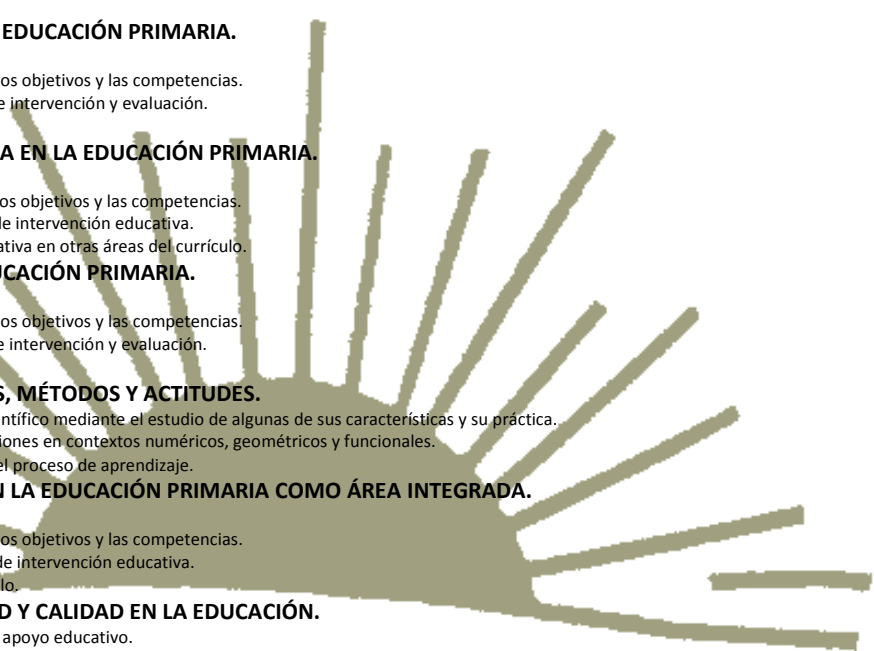 EDUCACIÓN PRIMARIA.
os objetivos y las competencias.
e intervención y evaluación.
A EN LA EDUCACIÓN PRIMARIA.
os objetivos y las competencias.
de intervención educativa.
ativa en otras áreas del currículo.
UCACIÓN PRIMARIA.
os objetivos y las competencias.
e intervención y evaluación.
S, MÉTODOS Y ACTITUDES.
ntífico mediante el estudio de algunas de sus características y su práctica.
iones en contextos numéricos, geométricos y funcionales.
el proceso de aprendizaje.
N LA EDUCACIÓN PRIMARIA COMO ÁREA INTEGRADA.
os objetivos y las competencias.
de intervención educativa.
lo.
D Y CALIDAD EN LA EDUCACIÓN.
apoyo educativo.